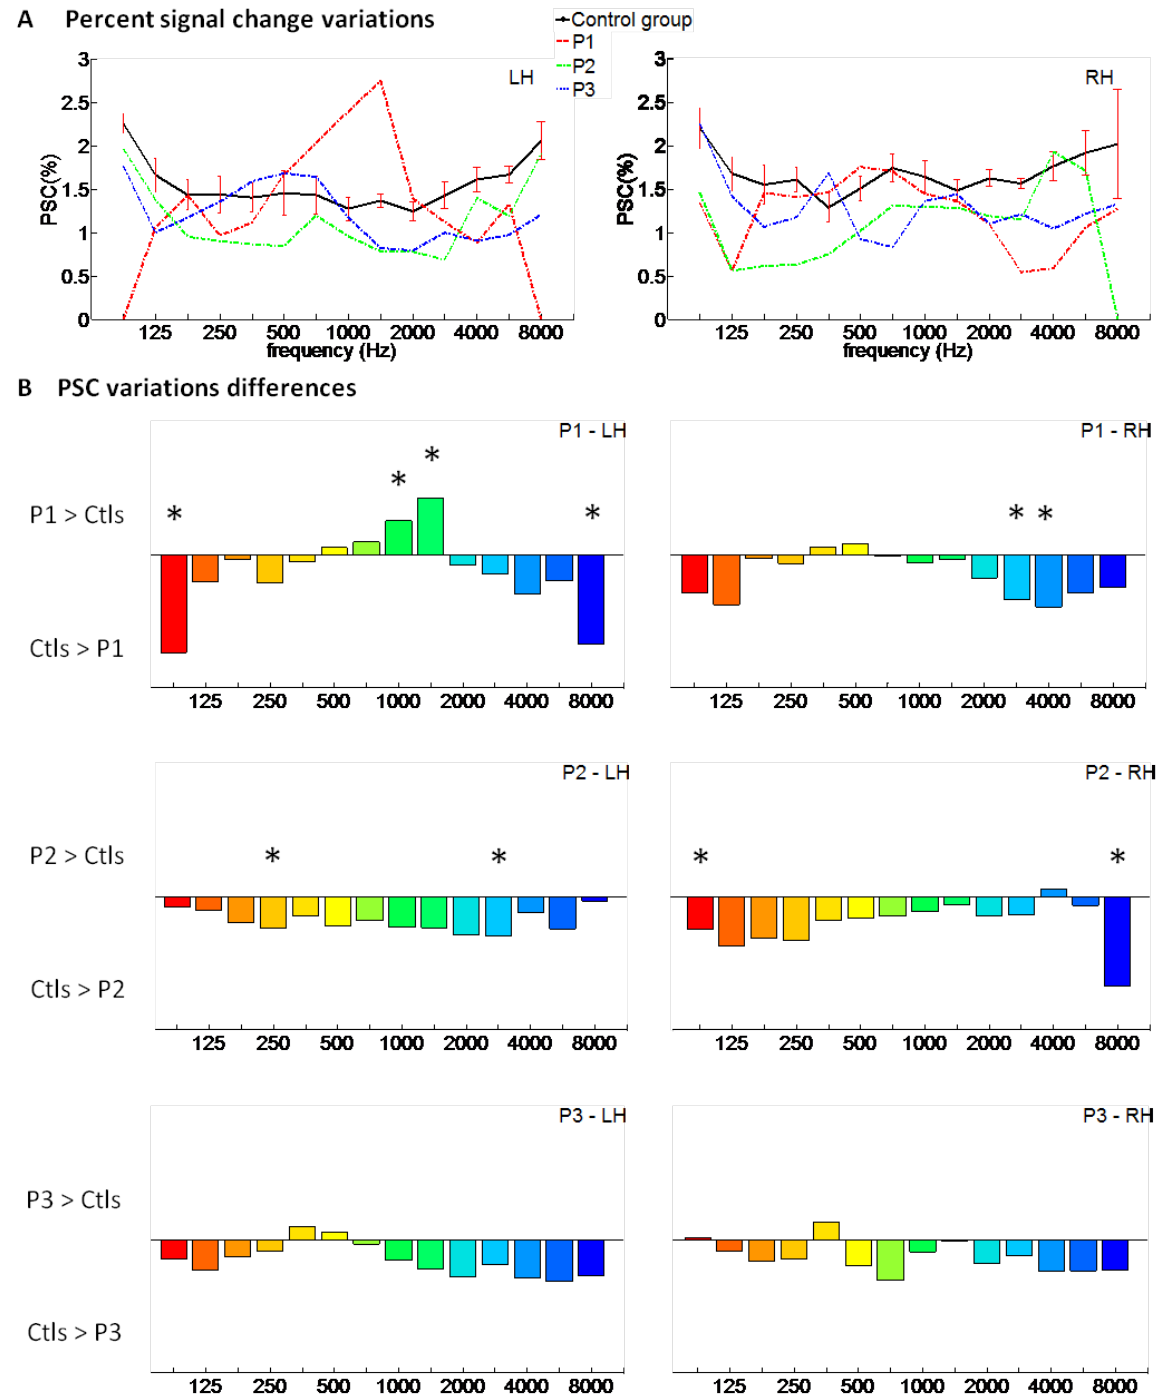 A Percent signal change variations
Control group
P1
P2
P3
LH
3
2.5
2
1.5
1
0.5
0
PSC(%)
125 250 500 1000 2000 4000 8000
frequency (Hz)
RH
3
2.5
2
1.5
1
0.5
0
PSC(%)
125 250 500 1000 2000 4000 8000
frequency (Hz)
B PSC variations differences
P1 - LH
P1 > Ctls
* * * *
Ctls > P1
125 250 500 1000 2000 4000 8000
P1 - RH
* *
125 250 500 1000 2000 4000 8000
P2 - LH
P2 > Ctls
* *
Ctls > P2
125 250 500 1000 2000 4000 8000
P2 - RH
* *
125 250 500 1000 2000 4000 8000
P3 - LH
P3 > Ctls
Ctls > P3
125 250 500 1000 2000 4000 8000
P3 - RH
125 250 500 1000 2000 4000 8000